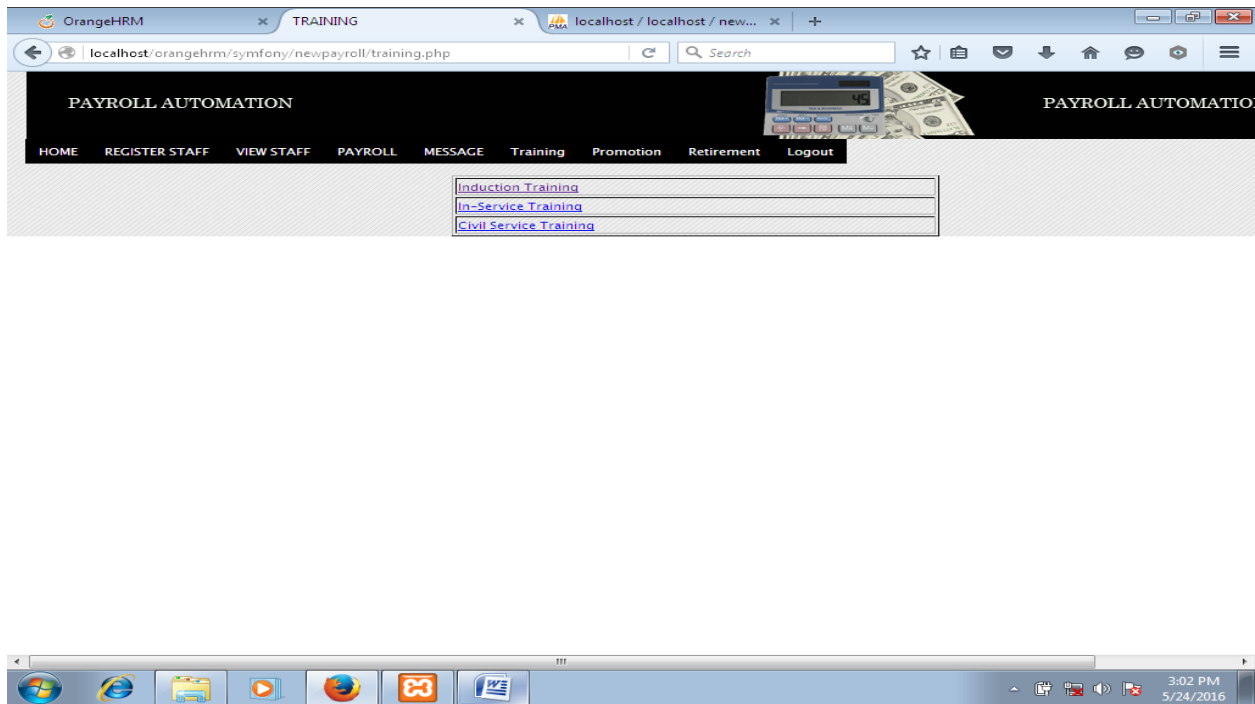 OrangeHRM TRAINING PMA localhost / localhost / new...
localhost/orangehrm/symfony/newpayroll/training.php Search
PAYROLL AUTOMATION 45 PAYROLL AUTOMATIO
HOME REGISTER STAFF VIEW STAFF PAYROLL MESSAGE Training Promotion Retirement Logout
Induction Training
In-Service Training
Civil Service Training
3:02 PM
5/24/2016